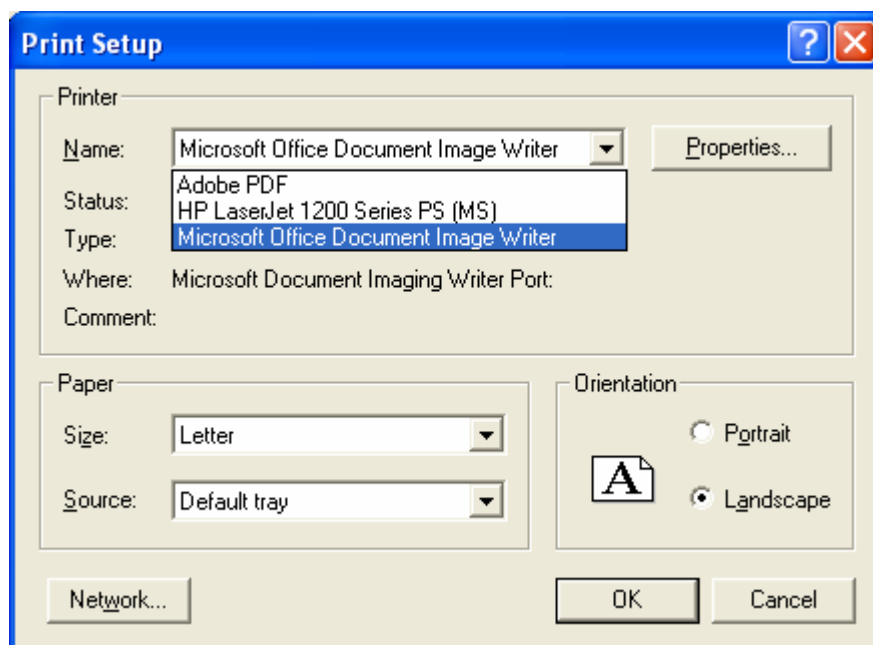 Print Setup
Printer
Name: Microsoft Office Document Image Writer Properties...
Adobe PDF
Status: HP LaserJet 1200 Series PS (MS)
Type: Microsoft Office Document Image Writer
Where: Microsoft Document Imaging Writer Port:
Comment:
Paper
Size: Letter
Source: Default tray
Orientation
Portrait
A
Landscape
Network... OK Cancel